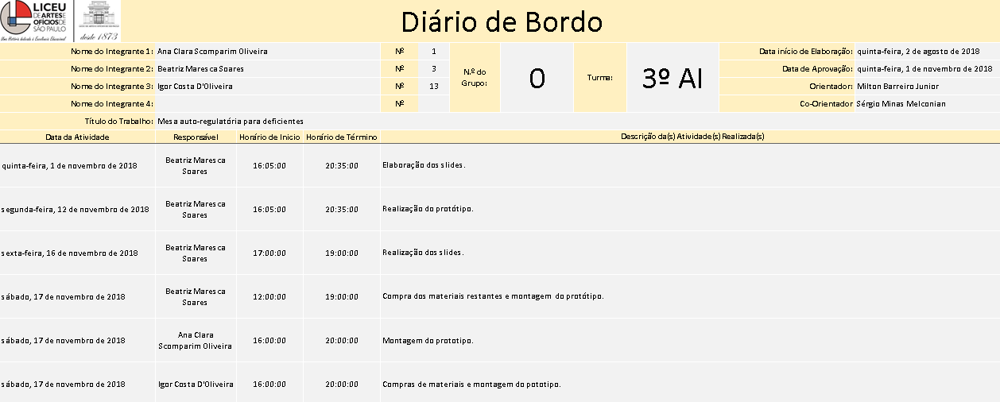 LICEU
DE ARTES E
OFÍCIOS DE
SÃO PAULO
Uma História dedicada à Excelência Educacional
desde 1873
Diário de Bordo
Nome do Integrante 1: Ana Clara Scomparim Oliveira Nº 1
Nome do Integrante 2: Beatriz Maresca Soares Nº 3
Nome do Integrante 3: Igor Costa D'Oliveira Nº 13
Nome do Integrante 4: Nº
N.º do
Grupo:
0
Turma:
3º AI
Data início de Elaboração: quinta-feira, 2 de agosto de 2018
Data de Aprovação: quinta-feira, 1 de novembro de 2018
Orientador: Milton Barreiro Junior
Co-Orientador Sérgio Minas Melconian
Título do Trabalho: Mesa auto-regulatória para deficientes
Data da Atividade Responsável Horário de Inicio Horário de Término Descrição da(s) Atividade(s) Realizada(s)
quinta-feira, 1 de novembro de 2018 Beatriz Maresca
Soares 16:05:00 20:35:00 Elaboração dos slides.
segunda-feira, 12 de novembro de 2018 Beatriz Maresca
Soares 16:05:00 20:35:00 Realização do protótipo.
sexta-feira, 16 de novembro de 2018 Beatriz Maresca
Soares 17:00:00 19:00:00 Realização dos slides.
sábado, 17 de novembro de 2018 Beatriz Maresca
Soares 12:00:00 19:00:00 Compra dos materiais restantes e montagem do protótipo.
sábado, 17 de novembro de 2018 Ana Clara
Scomparim Oliveira 16:00:00 20:00:00 Montagem do prototipo.
sábado, 17 de novembro de 2018 Igor Costa D'Oliveira 16:00:00 20:00:00 Compras de materiais e montagem do pototipo.